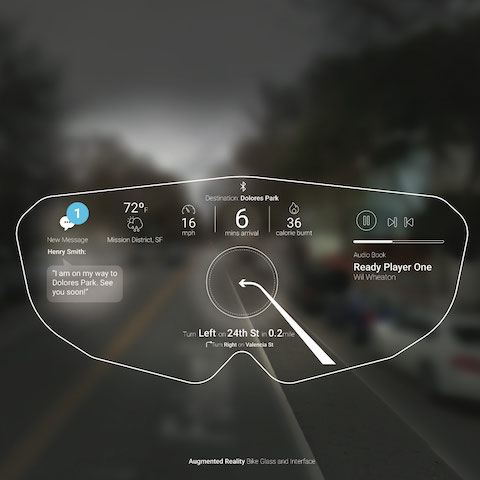 Destination: Dolores Park
1
New Message
Henry Smith:
"I am on my way to
Dolores Park. See
you soon!"
72°F
Mission District, SF
16
mph
6
mins arrival
36
calorie burnt
Audio Book
Ready Player One
Wil Wheaton
Turn Left on 24th St in 0.2mile
Turn Right on Valencia St
Augmented Reality Bike Glass and Interface